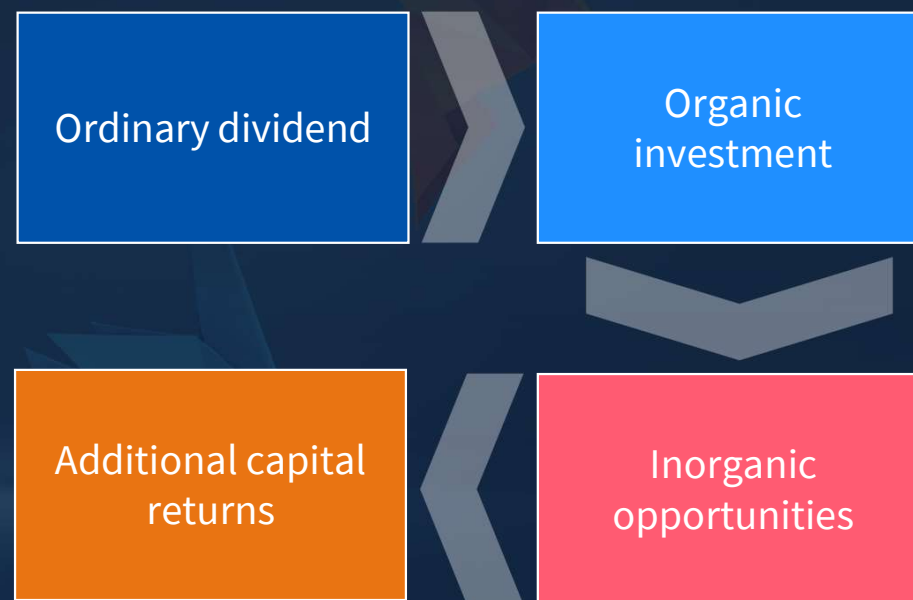 Ordinary dividend
Organic
investment
Additional capital
returns
Inorganic
opportunities